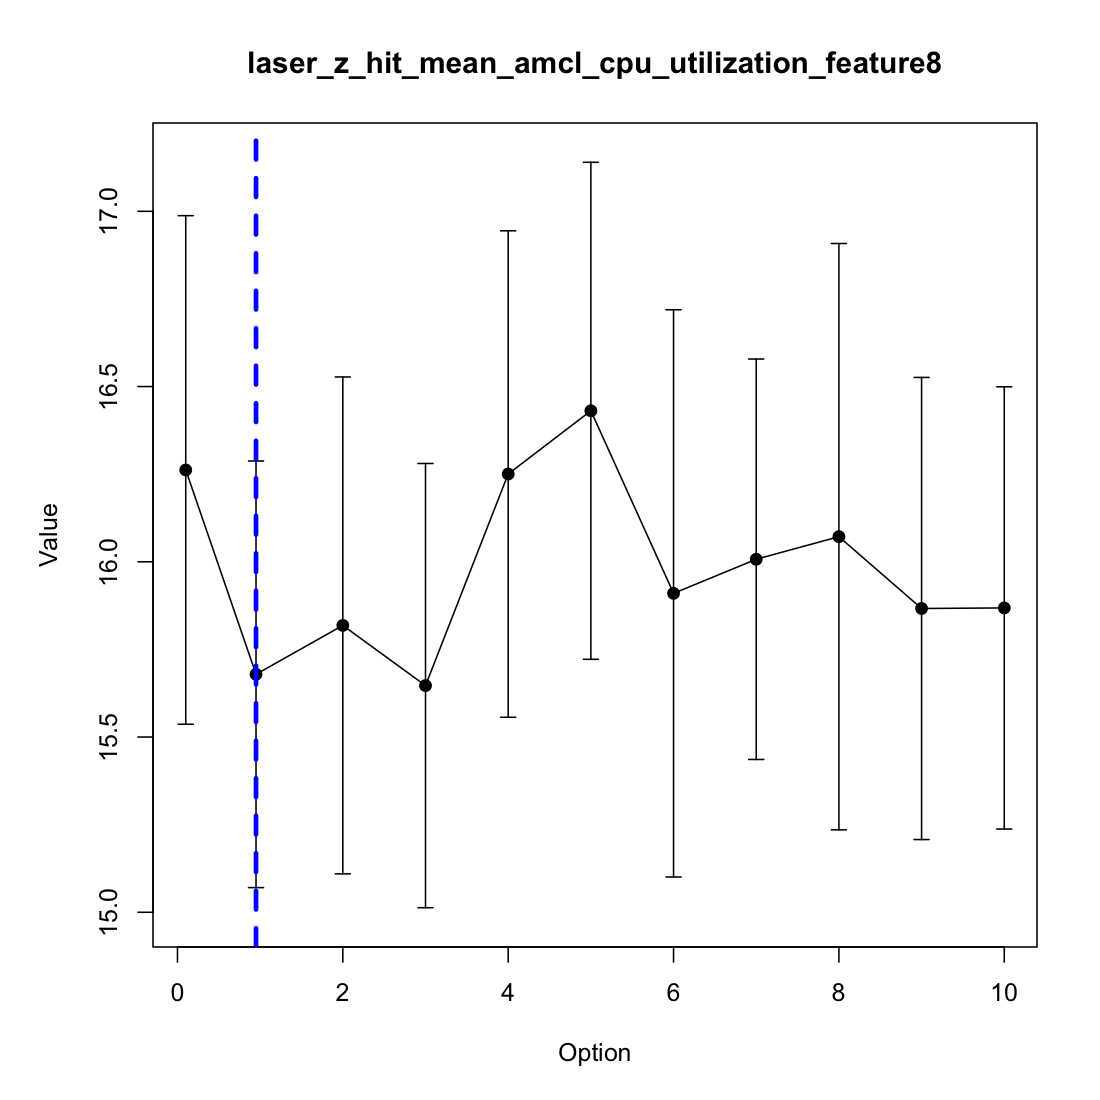 laser_z_hit_mean_amcl_cpu_utilization_feature8
Value
17.0
16.5
16.0
15.5
15.0
0 2 4 6 8 10
Option